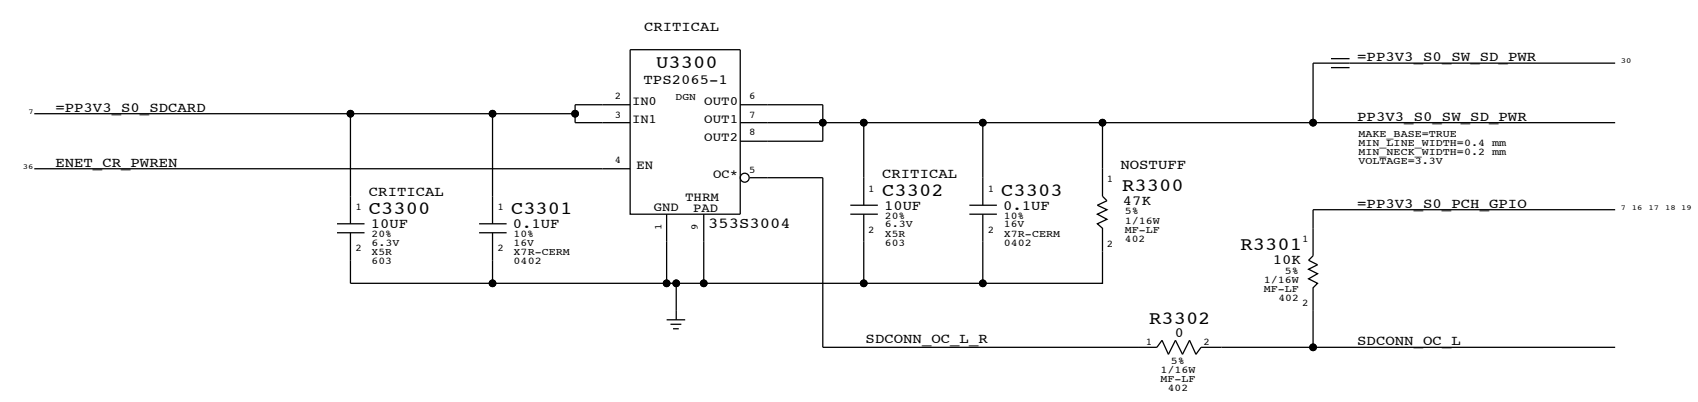 CRITICAL
U3300
TPS2065-1
DGN
2 IN0
3 IN1
4 EN
OUT0 6
OUT1 7
OUT2 8
OC* 5
GND
THRM
PAD
1
9
353S3004
7 =PP3V3_S0_SDCARD
36 ENET_CR_PWREN
CRITICAL
1 C3300
10UF
20%
6.3V
2 X5R
603
1 C3301
0.1UF
10%
16V
2 X7R-CERM
0402
CRITICAL
1 C3302
10UF
20%
6.3V
2 X5R
603
1 C3303
0.1UF
10%
16V
2 X7R-CERM
0402
NOSTUFF
1 R3300
47K
5%
1/16W
MF-LF
2 402
=PP3V3_S0_SW_SD_PWR 30
PP3V3_S0_SW_SD_PWR
MAKE_BASE=TRUE
MIN_LINE_WIDTH=0.4 mm
MIN_NECK_WIDTH=0.2 mm
VOLTAGE=3.3V
=PP3V3_S0_PCH_GPIO 7 16 17 18 19
R3301 1
10K
5%
1/16W
MF-LF
402 2
SDCONN_OC_L_R
R3302
0
1 2
5%
1/16W
MF-LF
402
SDCONN_OC_L